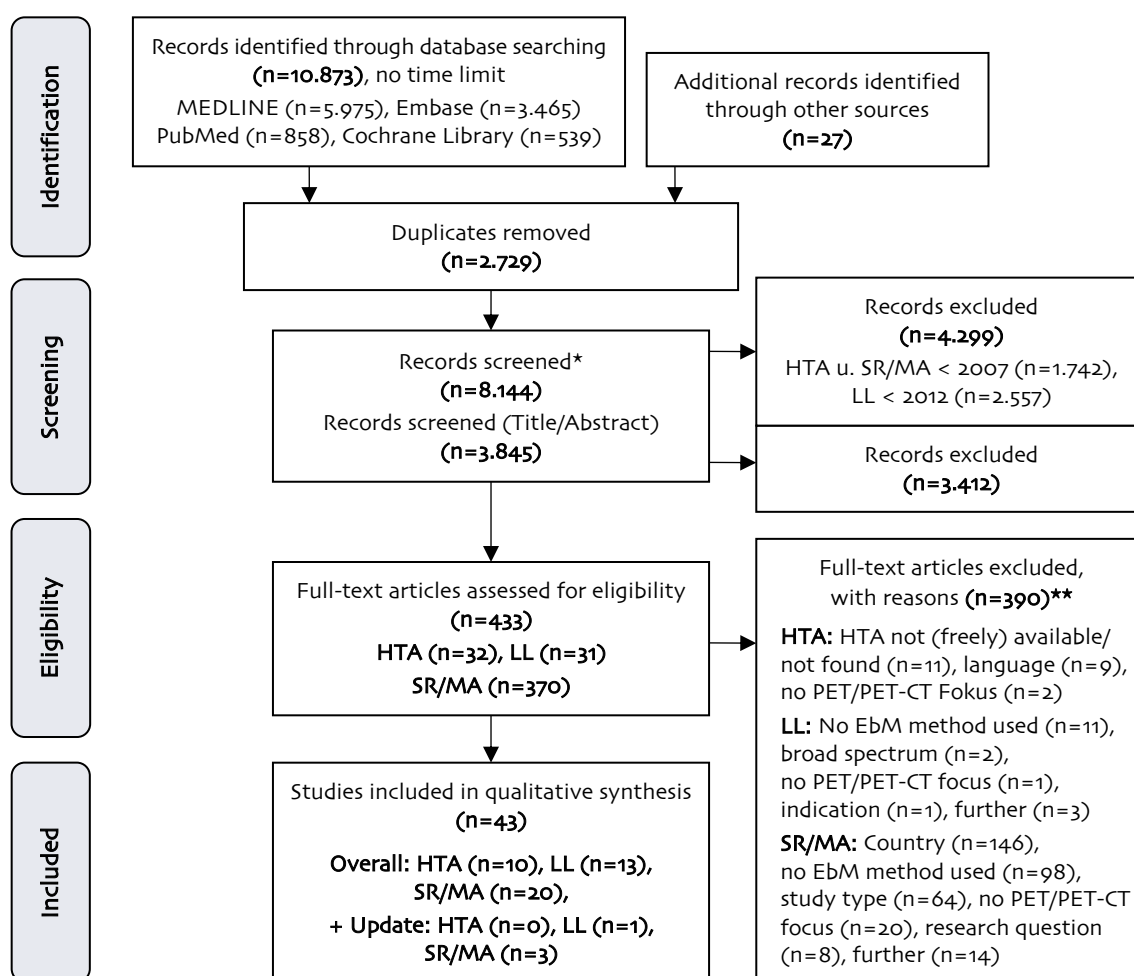 Identification
Records identified through database searching
(n=10.873), no time limit
MEDLINE (n=5.975), Embase (n=3.465)
PubMed (n=858), Cochrane Library (n=539)
Additional records identified
through other sources
(n=27)
Duplicates removed
(n=2.729)
Screening
Records screened*
(n=8.144)
Records screened (Title/Abstract)
(n=3.845)
Records excluded
(n=4.299)
HTA u. SR/MA < 2007 (n=1.742),
LL < 2012 (n=2.557)
Records excluded
(n=3.412)
Eligibility
Full-text articles assessed for eligibility
(n=433)
HTA (n=32), LL (n=31)
SR/MA (n=370)
Full-text articles excluded,
with reasons (n=390)**
HTA: HTA not (freely) available/
not found (n=11), language (n=9),
no PET/PET-CT Fokus (n=2)
LL: No EbM method used (n=11),
broad spectrum (n=2),
no PET/PET-CT focus (n=1),
indication (n=1), further (n=3)
SR/MA: Country (n=146),
no EbM method used (n=98),
study type (n=64), no PET/PET-CT
focus (n=20), research question
(n=8), further (n=14)
Included
Studies included in qualitative synthesis
(n=43)
Overall: HTA (n=10), LL (n=13),
SR/MA (n=20),
+ Update: HTA (n=0), LL (n=1),
SR/MA (n=3)